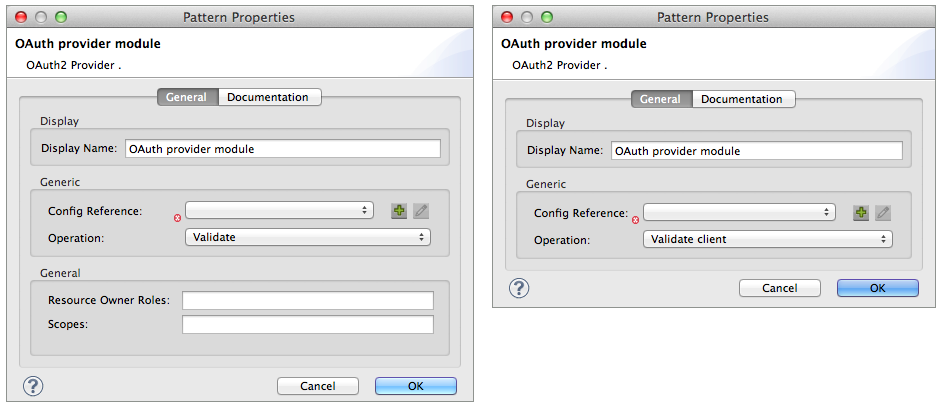 Pattern Properties
OAuth provider module
OAuth2 Provider .
General Documentation
Display
Display Name: OAuth provider module
Generic
Config Reference:
Operation: Validate
General
Resource Owner Roles:
Scopes:
? Cancel OK
Pattern Properties
OAuth provider module
OAuth2 Provider .
General Documentation
Display
Display Name: OAuth provider module
Generic
Config Reference:
Operation: Validate client
? Cancel OK